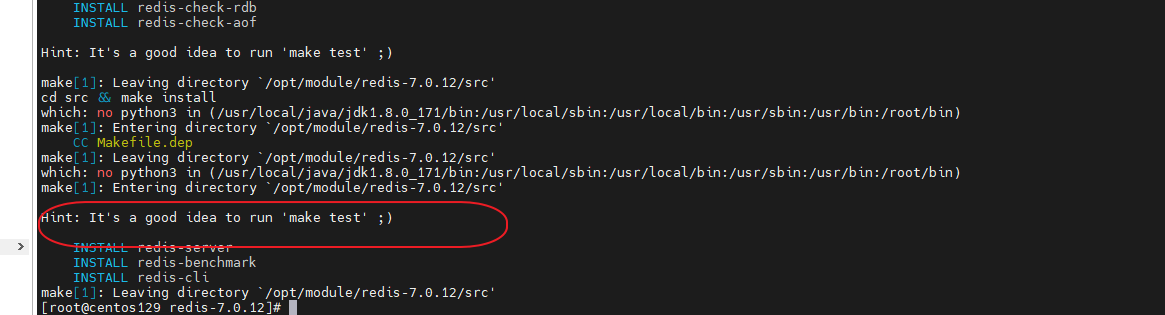 INSTALL redis-check-rdb
INSTALL redis-check-aof
Hint: It's a good idea to run 'make test' ;)
make[1]: Leaving directory `/opt/module/redis-7.0.12/src'
cd src && make install
which: no python3 in (/usr/local/java/jdk1.8.0_171/bin:/usr/local/sbin:/usr/local/bin:/usr/sbin:/usr/bin:/root/bin)
make[1]: Entering directory `/opt/module/redis-7.0.12/src'
CC Makefile.dep
make[1]: Leaving directory `/opt/module/redis-7.0.12/src'
which: no python3 in (/usr/local/java/jdk1.8.0_171/bin:/usr/local/sbin:/usr/local/bin:/usr/sbin:/usr/bin:/root/bin)
make[1]: Entering directory `/opt/module/redis-7.0.12/src'
Hint: It's a good idea to run 'make test' ;)
INSTALL redis-server
INSTALL redis-benchmark
INSTALL redis-cli
make[1]: Leaving directory `/opt/module/redis-7.0.12/src'
[root@centos129 redis-7.0.12]#